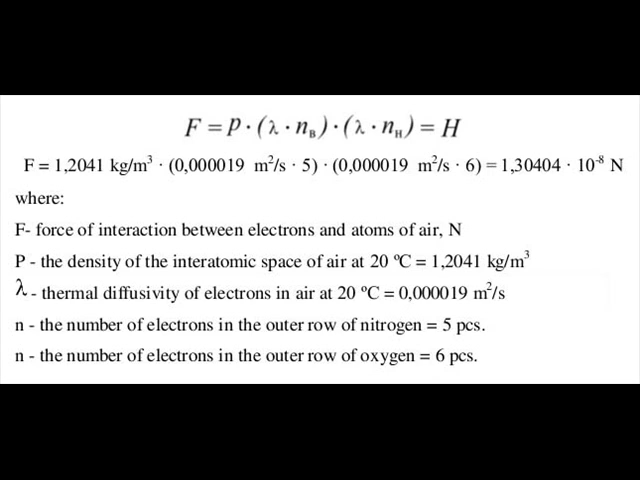 F = P · (λ · nB) · (λ · nH) = H
F = 1,2041 kg/m³ · (0,000019 m²/s · 5) · (0,000019 m²/s · 6) = 1,30404 · 10⁻⁸ N
where:
F- force of interaction between electrons and atoms of air, N
P - the density of the interatomic space of air at 20 ºC = 1,2041 kg/m³
λ - thermal diffusivity of electrons in air at 20 ºC = 0,000019 m²/s
n - the number of electrons in the outer row of nitrogen = 5 pcs.
n - the number of electrons in the outer row of oxygen = 6 pcs.